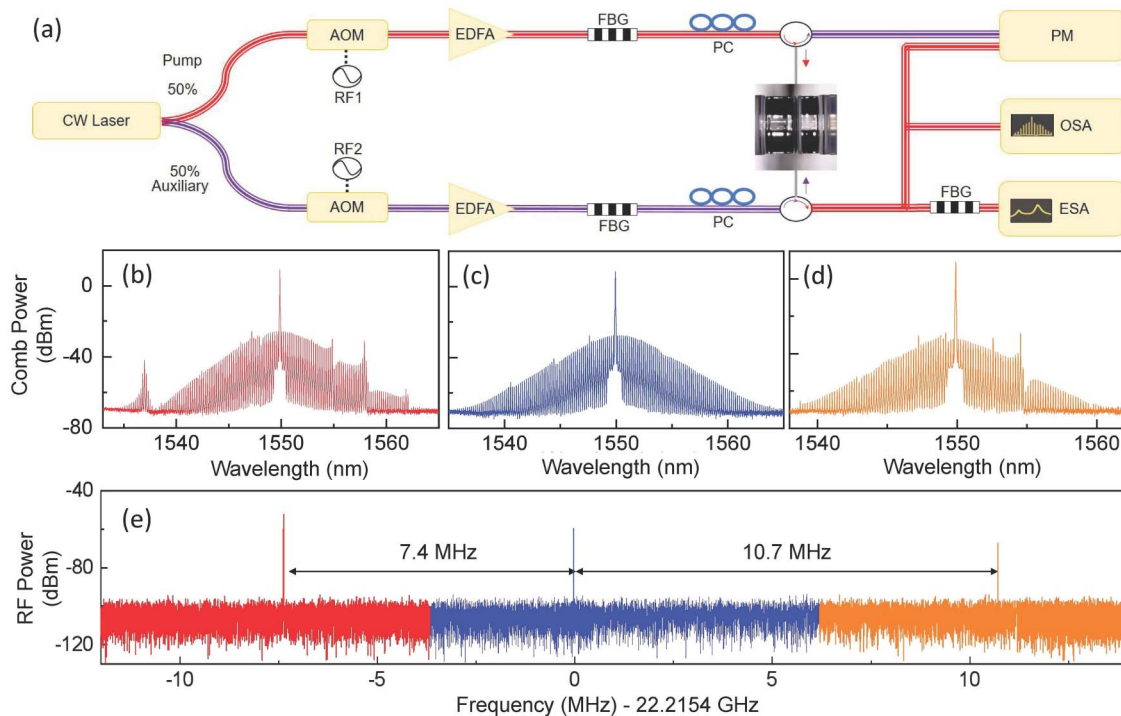 (a)
CW Laser
Pump
50%
50%
Auxiliary
AOM
RF1
EDFA
FBG
PC
PM
OSA
RF2
AOM
EDFA
FBG
PC
FBG
ESA
Comb Power
(dBm)
0
-40
-80
(b)
1540
1550
1560
Wavelength (nm)
(c)
1540
1550
1560
Wavelength (nm)
(d)
1540
1550
1560
Wavelength (nm)
RF Power
(dBm)
-40
-80
-120
(e)
7.4 MHz
10.7 MHz
-10
-5
0
5
10
Frequency (MHz) - 22.2154 GHz